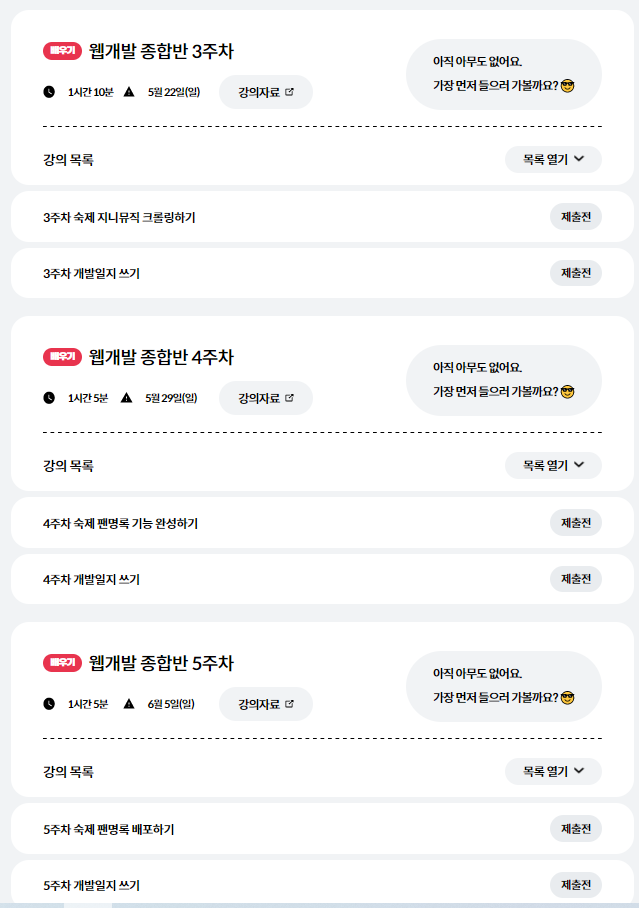 배우기 웹개발 종합반 3주차
1시간 10분 5월 22일(일) 강의자료
아직 아무도 없어요.
가장 먼저 들으러 가볼까요?
강의 목록 목록 열기
3주차 숙제 지니뮤직 크롤링하기 제출전
3주차 개발일지 쓰기 제출전
배우기 웹개발 종합반 4주차
1시간 5분 5월 29일(일) 강의자료
아직 아무도 없어요.
가장 먼저 들으러 가볼까요?
강의 목록 목록 열기
4주차 숙제 팬명록 기능 완성하기 제출전
4주차 개발일지 쓰기 제출전
배우기 웹개발 종합반 5주차
1시간 5분 6월 5일(일) 강의자료
아직 아무도 없어요.
가장 먼저 들으러 가볼까요?
강의 목록 목록 열기
5주차 숙제 팬명록 배포하기 제출전
5주차 개발일지 쓰기 제출전